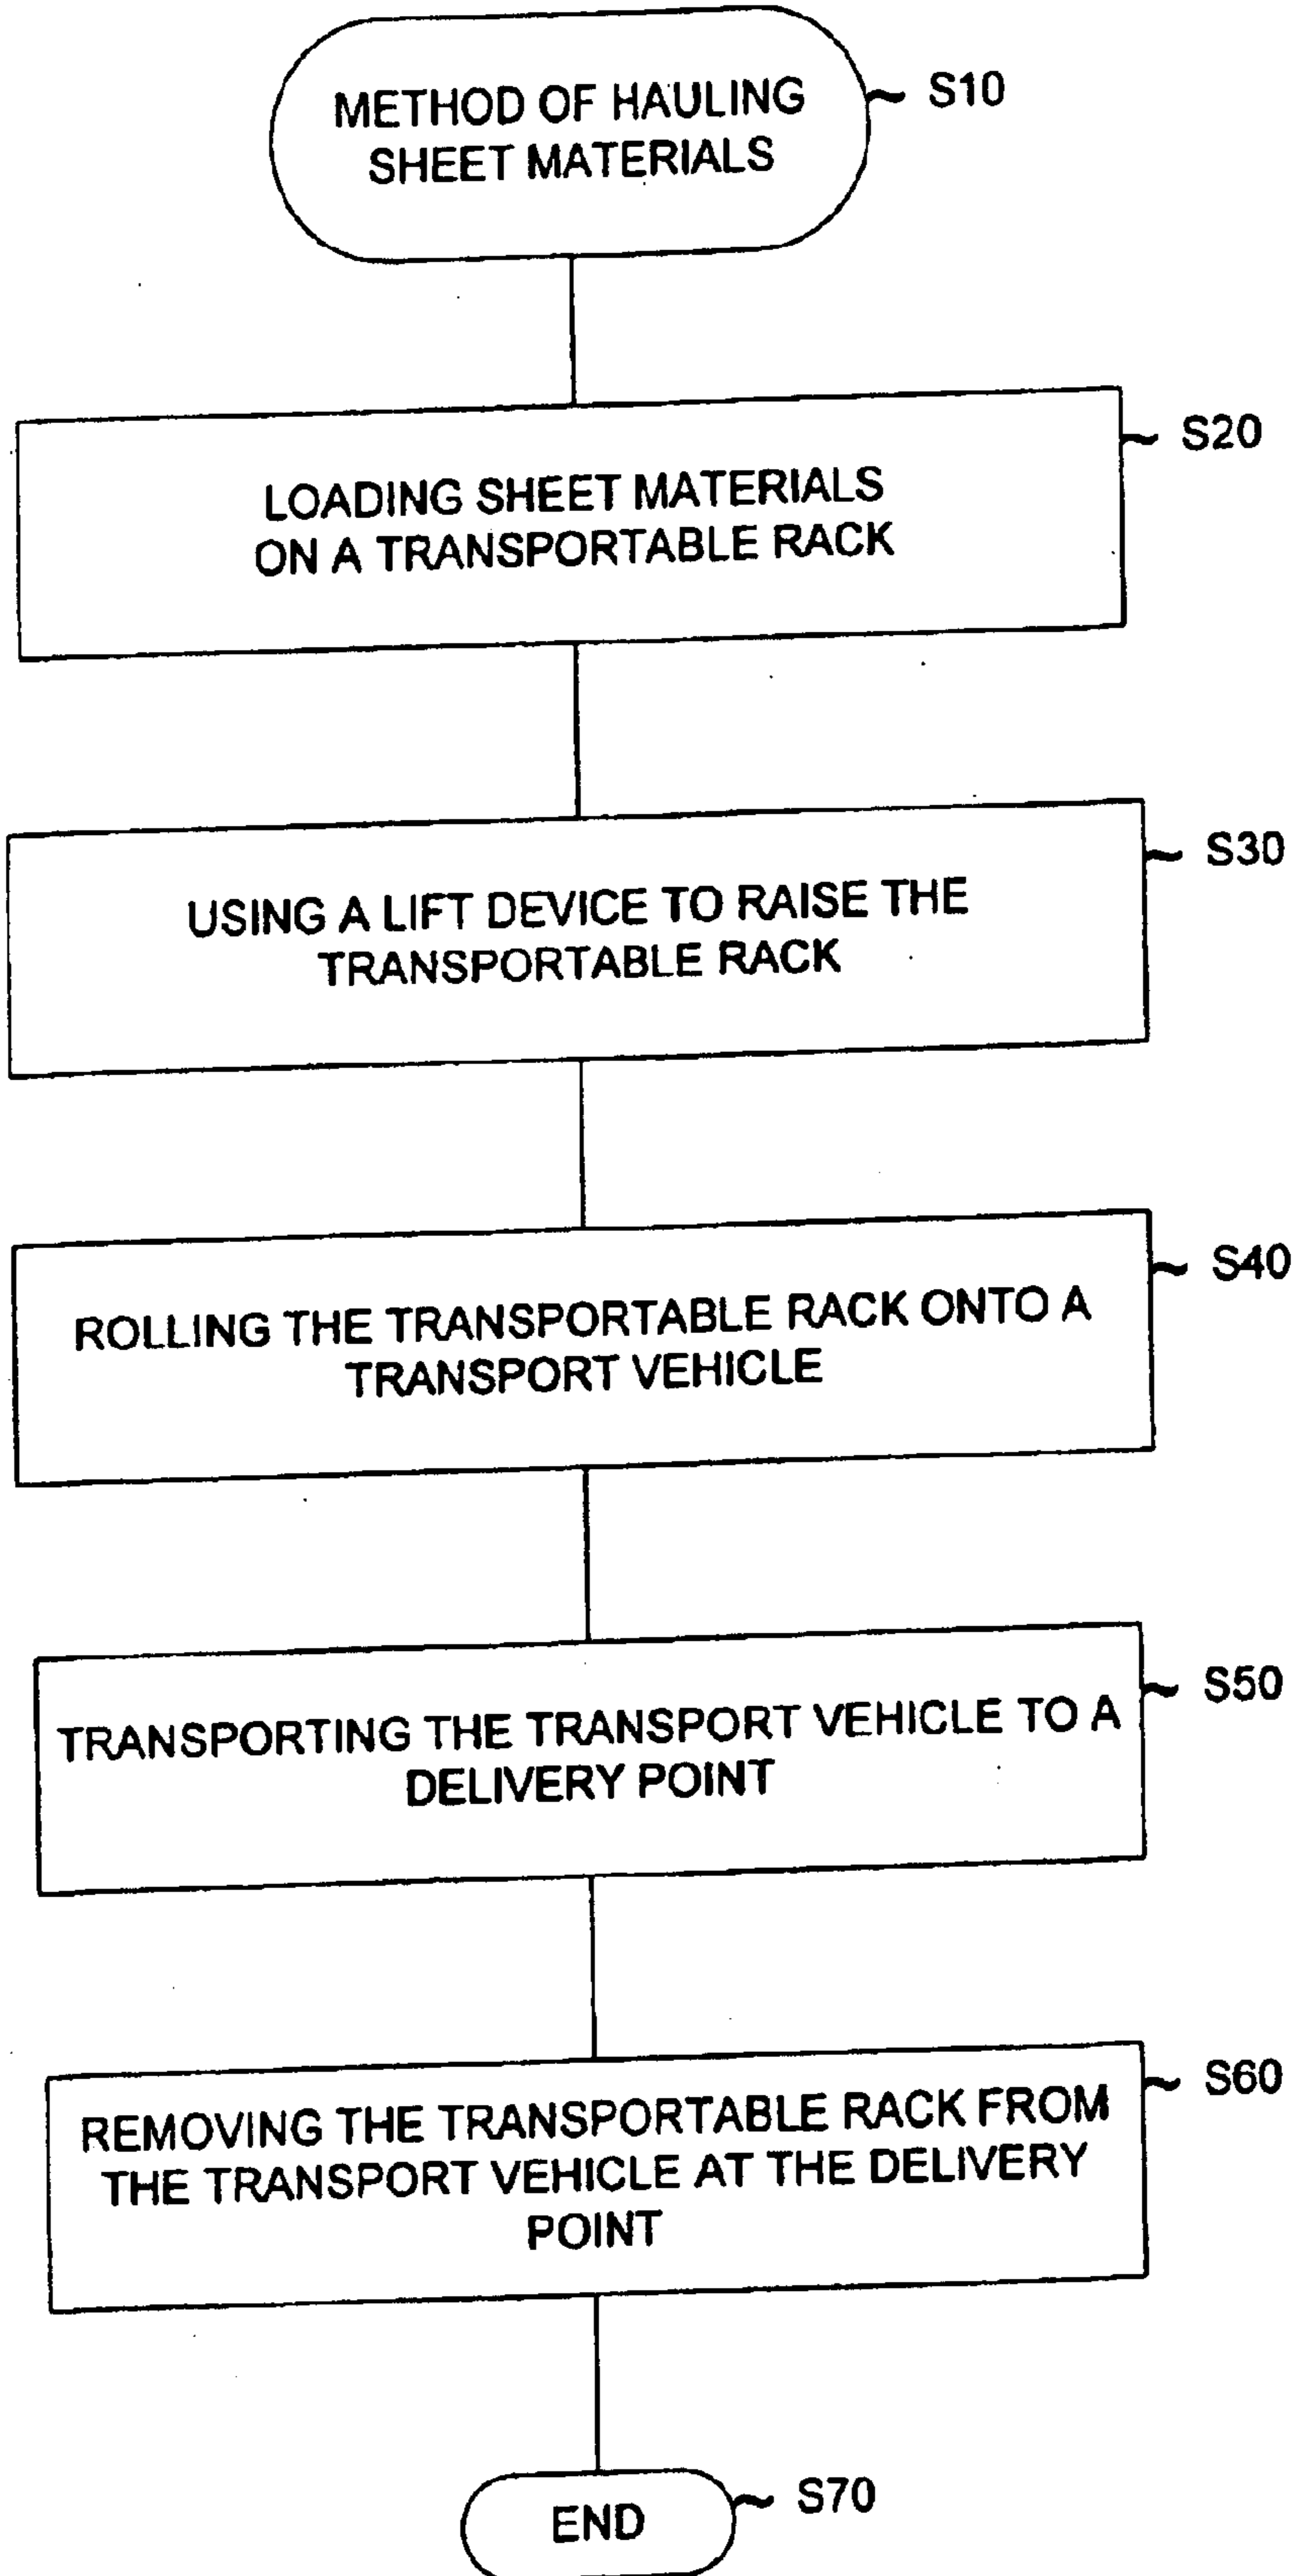 METHOD OF HAULING
SHEET MATERIALS
S10
LOADING SHEET MATERIALS
ON A TRANSPORTABLE RACK
S20
USING A LIFT DEVICE TO RAISE THE
TRANSPORTABLE RACK
S30
ROLLING THE TRANSPORTABLE RACK ONTO A
TRANSPORT VEHICLE
S40
TRANSPORTING THE TRANSPORT VEHICLE TO A
DELIVERY POINT
S50
REMOVING THE TRANSPORTABLE RACK FROM
THE TRANSPORT VEHICLE AT THE DELIVERY
POINT
S60
END
S70